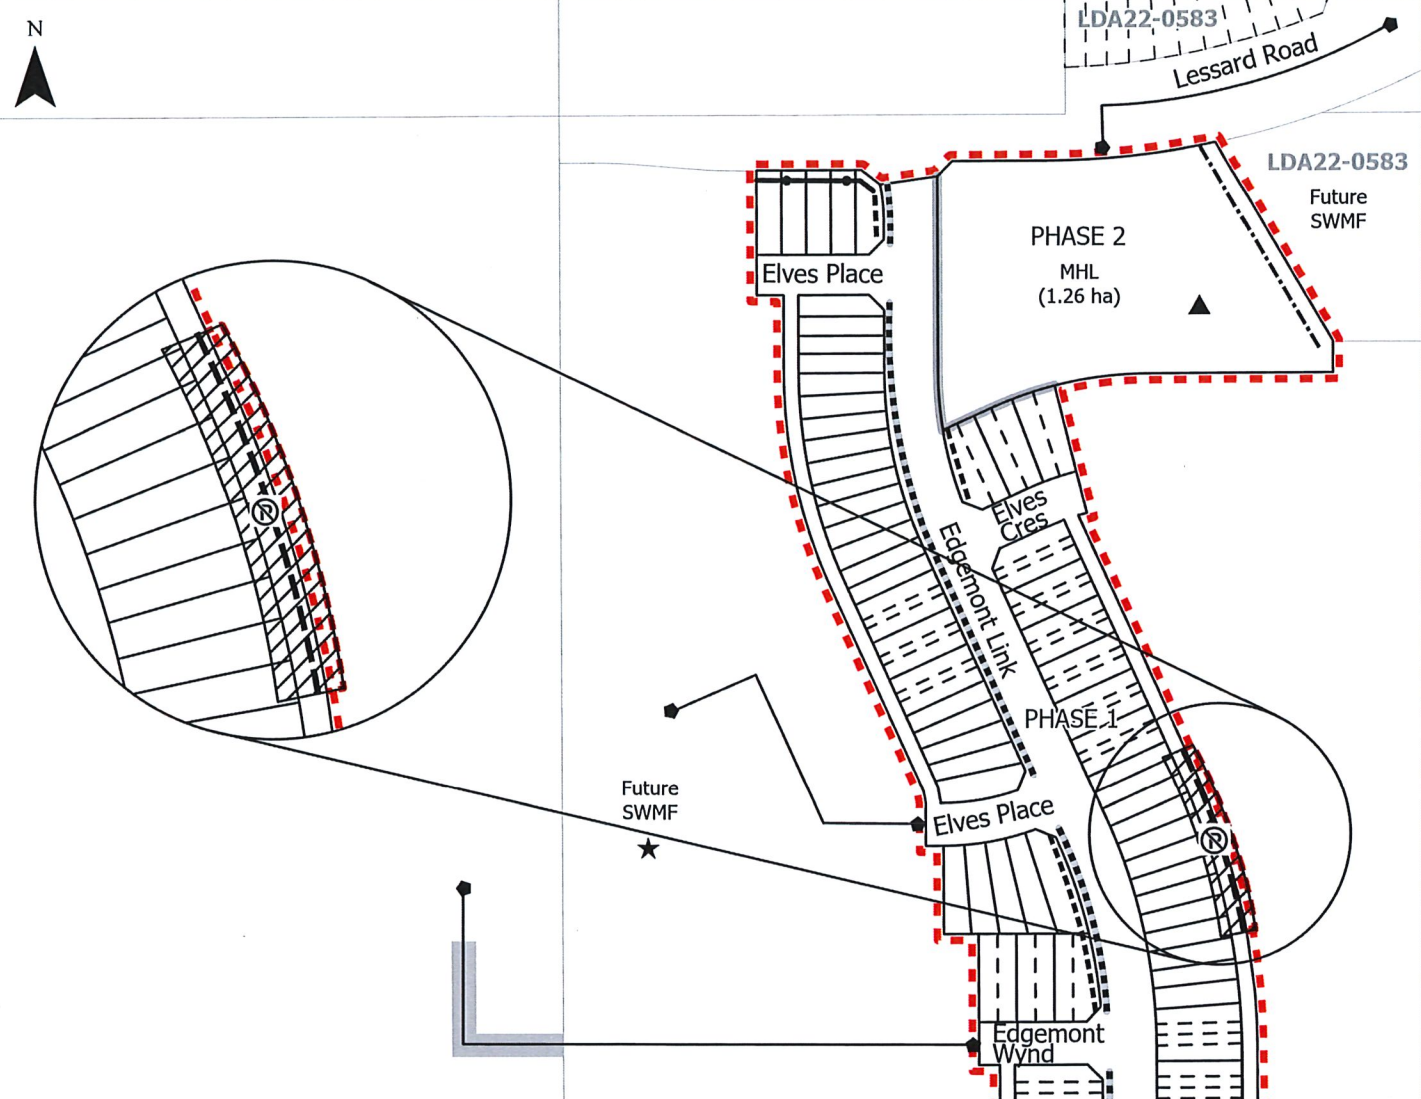 N
LDA22-0583
Lessard Road
LDA22-0583
Future
SWMF
PHASE 2
MHL
(1.26 ha)
Elves Place
Elves
Cres
Edgemont Link
PHASE 1
Future
SWMF
Elves Place
Edgemont
Wynd
P
P